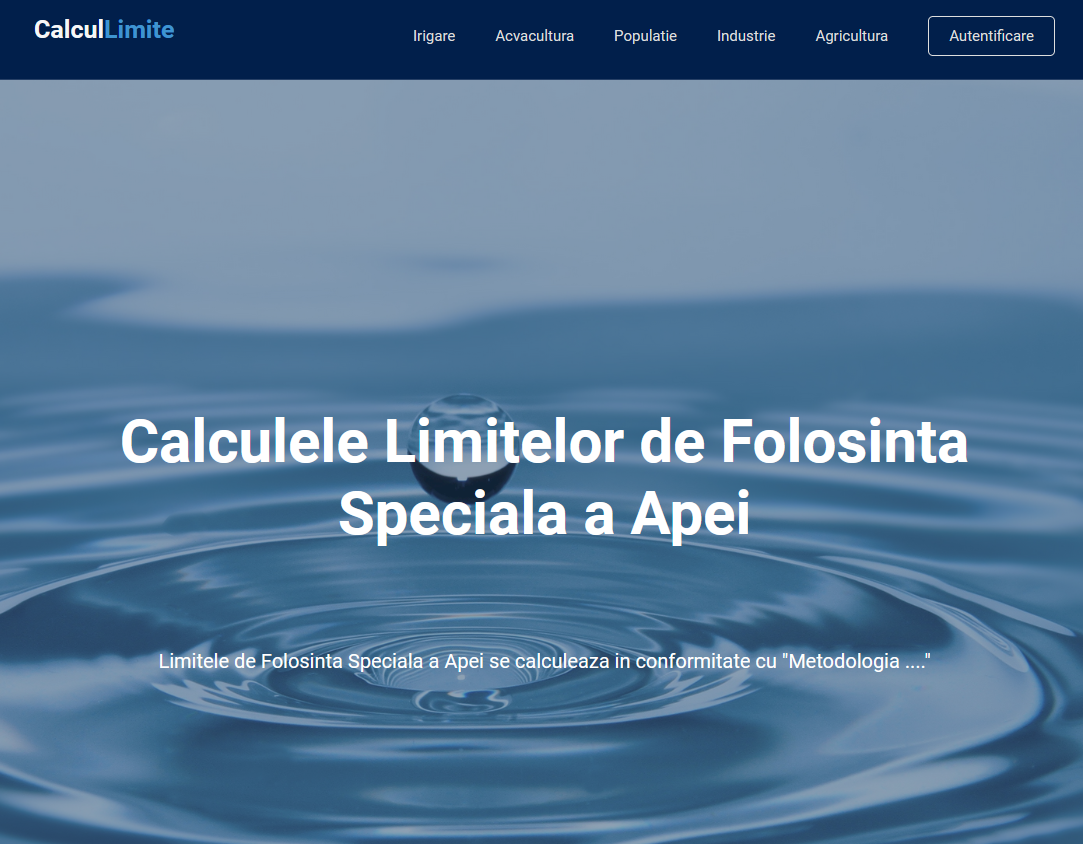 CalculLimite
Irigare
Acvacultura
Populatie
Industrie
Agricultura
Autentificare
Calculele Limitelor de Folosinta
Speciala a Apei
Limitele de Folosinta Speciala a Apei se calculeaza in conformitate cu "Metodologia ...."